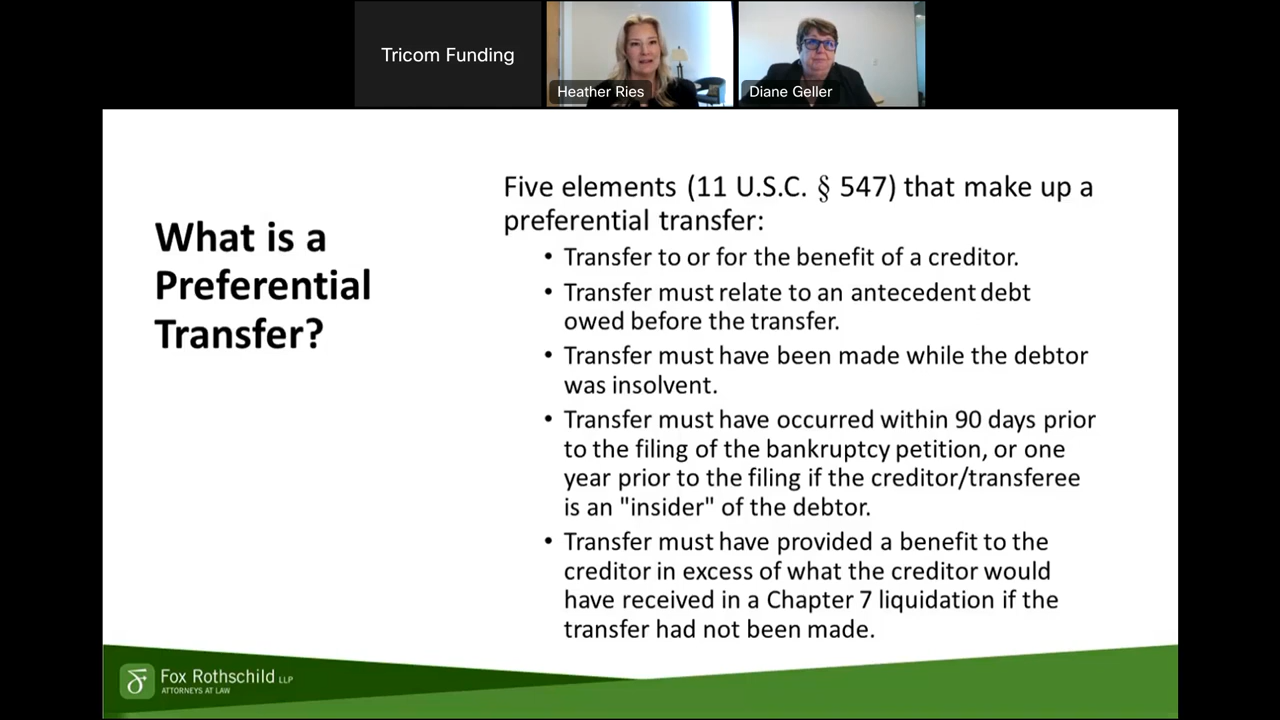 Tricom Funding
Heather Ries
Diane Geller
What is a
Preferential
Transfer?
Five elements (11 U.S.C. § 547) that make up a
preferential transfer:
• Transfer to or for the benefit of a creditor.
• Transfer must relate to an antecedent debt
owed before the transfer.
• Transfer must have been made while the debtor
was insolvent.
• Transfer must have occurred within 90 days prior
to the filing of the bankruptcy petition, or one
year prior to the filing if the creditor/transferee
is an "insider" of the debtor.
• Transfer must have provided a benefit to the
creditor in excess of what the creditor would
have received in a Chapter 7 liquidation if the
transfer had not been made.
Fox Rothschild LLP
ATTORNEYS AT LAW